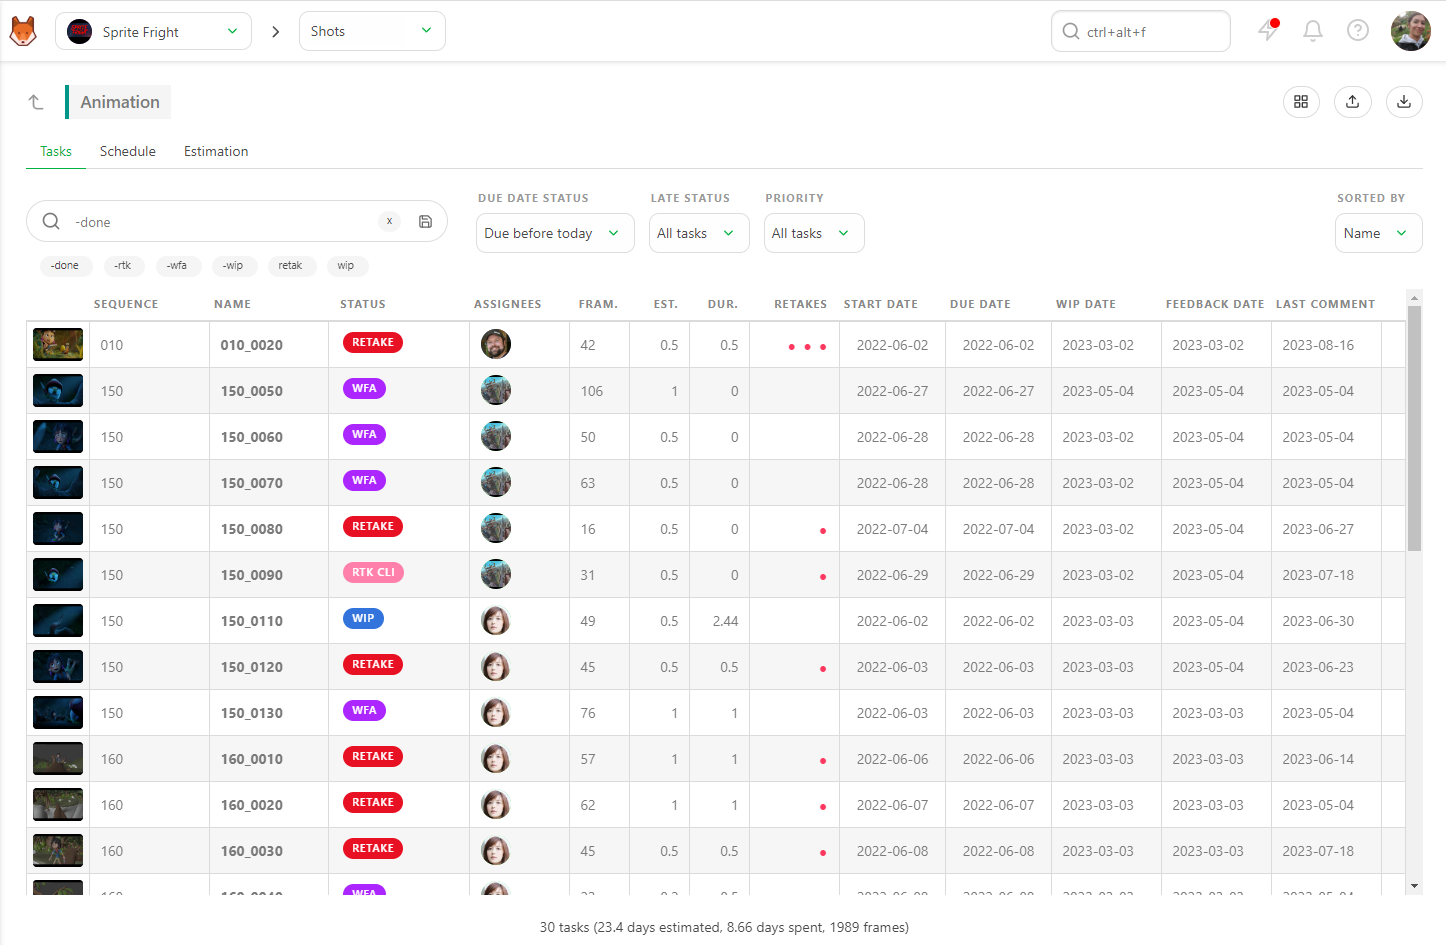 Sprite Fright
Shots
ctrl+alt+f
Animation
Tasks Schedule Estimation
DUE DATE STATUS LATE STATUS PRIORITY SORTED BY
-done x Due before today All tasks All tasks Name
-done -rtk -wfa -wip retak wip
SEQUENCE NAME STATUS ASSIGNEES FRAM. EST. DUR. RETAKES START DATE DUE DATE WIP DATE FEEDBACK DATE LAST COMMENT
010 010_0020 RETAKE 42 0.5 0.5 2022-06-02 2022-06-02 2023-03-02 2023-03-02 2023-08-16
150 150_0050 WFA 106 1 0 2022-06-27 2022-06-27 2023-05-04 2023-05-04 2023-05-04
150 150_0060 WFA 50 0.5 0 2022-06-28 2022-06-28 2023-03-02 2023-05-04 2023-05-04
150 150_0070 WFA 63 0.5 0 2022-06-28 2022-06-28 2023-03-02 2023-05-04 2023-05-04
150 150_0080 RETAKE 16 0.5 0 2022-07-04 2022-07-04 2023-03-02 2023-05-04 2023-06-27
150 150_0090 RTK CLI 31 0.5 0 2022-06-29 2022-06-29 2023-03-02 2023-05-04 2023-07-18
150 150_0110 WIP 49 0.5 2.44 2022-06-02 2022-06-02 2023-03-03 2023-05-04 2023-06-30
150 150_0120 RETAKE 45 0.5 0.5 2022-06-03 2022-06-03 2023-03-03 2023-05-04 2023-06-23
150 150_0130 WFA 76 1 1 2022-06-03 2022-06-03 2023-03-03 2023-03-03 2023-05-04
160 160_0010 RETAKE 57 1 1 2022-06-06 2022-06-06 2023-03-03 2023-03-03 2023-06-14
160 160_0020 RETAKE 62 1 1 2022-06-07 2022-06-07 2023-03-03 2023-03-03 2023-05-04
160 160_0030 RETAKE 45 0.5 0.5 2022-06-08 2022-06-08 2023-03-03 2023-03-03 2023-07-18
160 160_0040 WFA
30 tasks (23.4 days estimated, 8.66 days spent, 1989 frames)